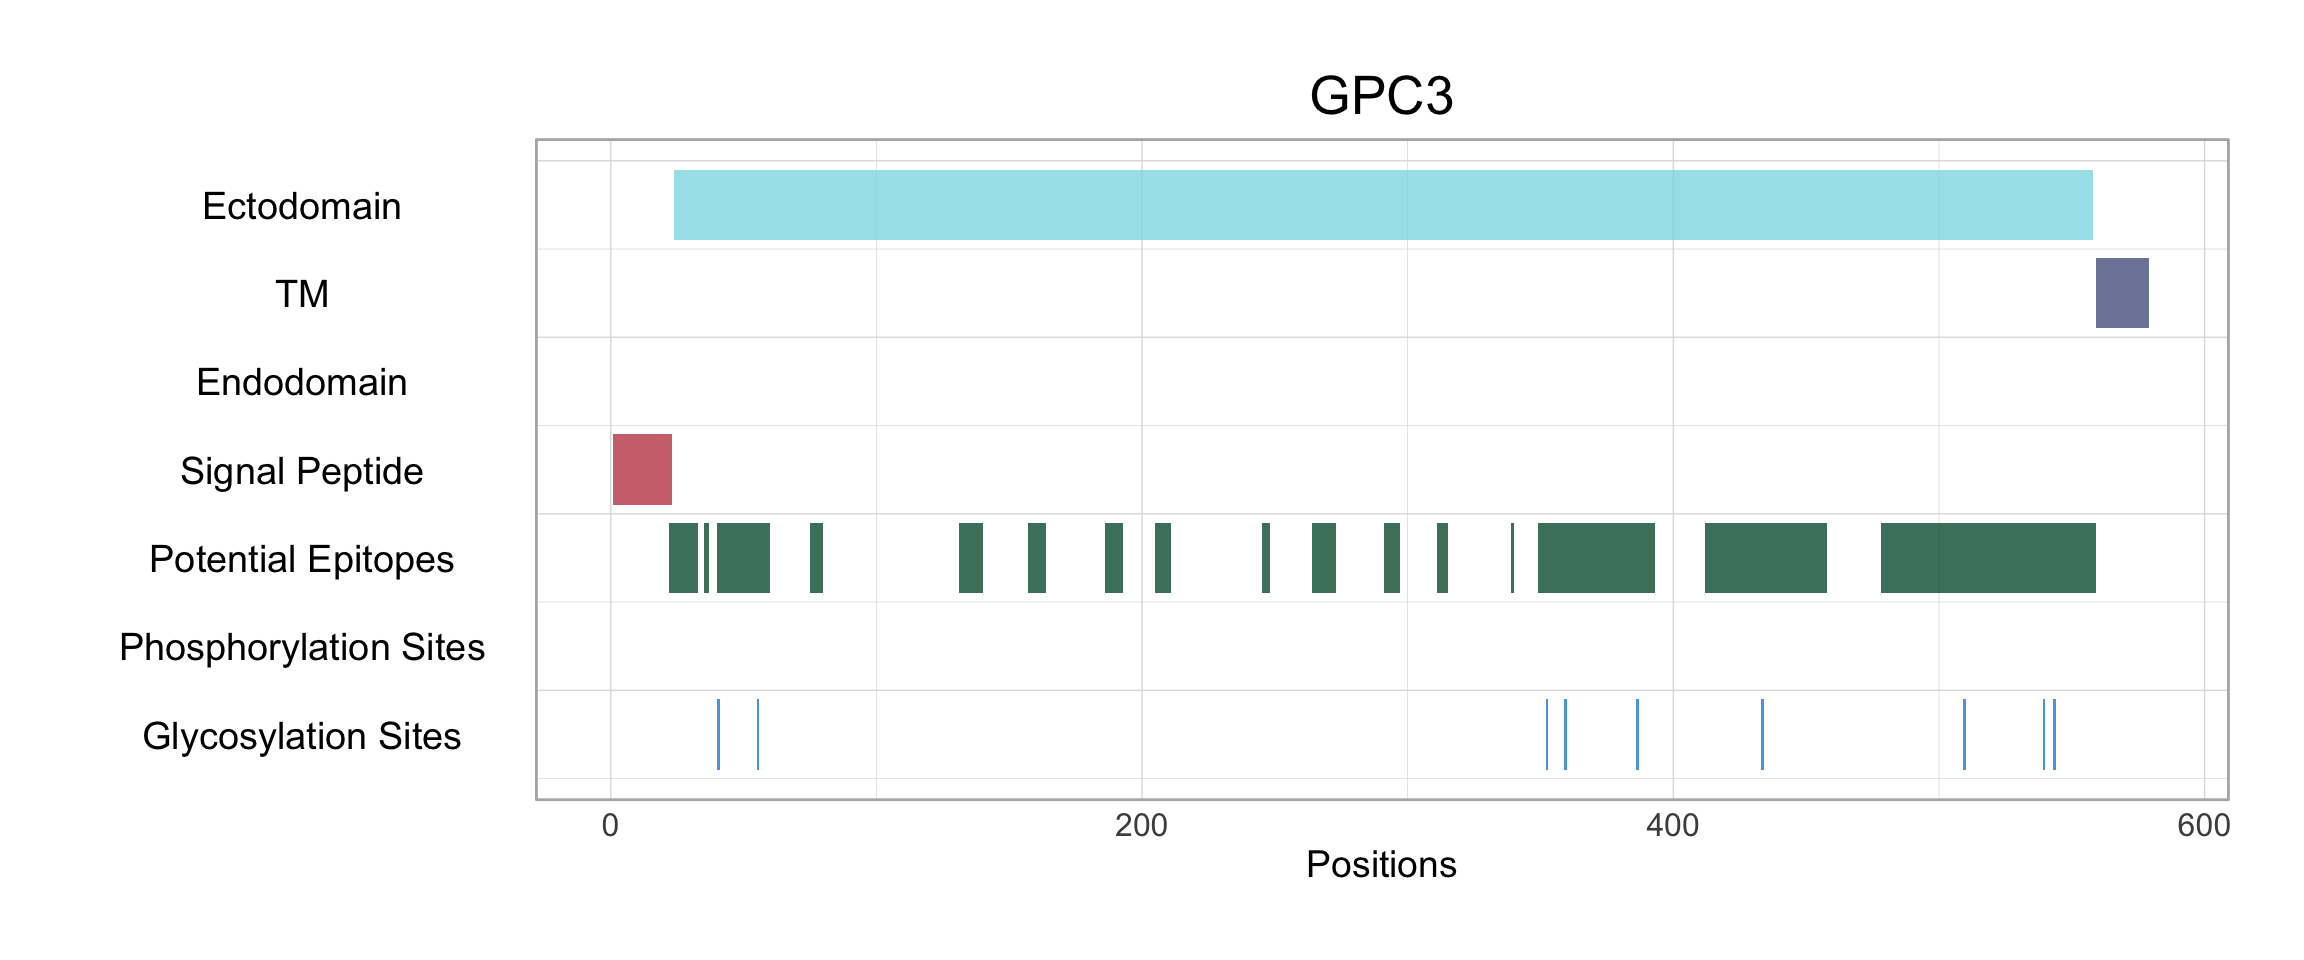 GPC3
Ectodomain
TM
Endodomain
Signal Peptide
Potential Epitopes
Phosphorylation Sites
Glycosylation Sites
0 200 400 600
Positions